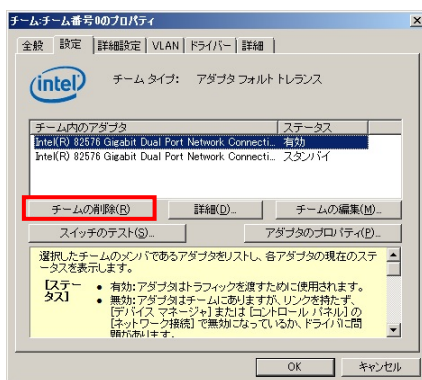 チーム:チーム番号0のプロパティ
全般 設定 詳細設定 VLAN ドライバー 詳細
intel チーム タイプ: アダプタ フォルト トレランス
チーム内のアダプタ ステータス
Intel(R) 82576 Gigabit Dual Port Network Connecti... 有効
Intel(R) 82576 Gigabit Dual Port Network Connecti... スタンバイ
チームの削除(R) 詳細(D)... チームの編集(M)...
スイッチのテスト(S)... アダプタのプロパティ(P)...
選択したチームのメンバであるアダプタをリストし、各アダプタの現在のステ
ータスを表示します。
[ステー • 有効: アダプタはトラフィックを渡すために使用されます。
タス] • 無効: アダプタはチームにありますが、リンクを持たず、
[デバイス マネージャ] または [コントロール パネル] の
[ネットワーク接続] で無効になっているか、ドライバに問
題があります。
OK キャンセル